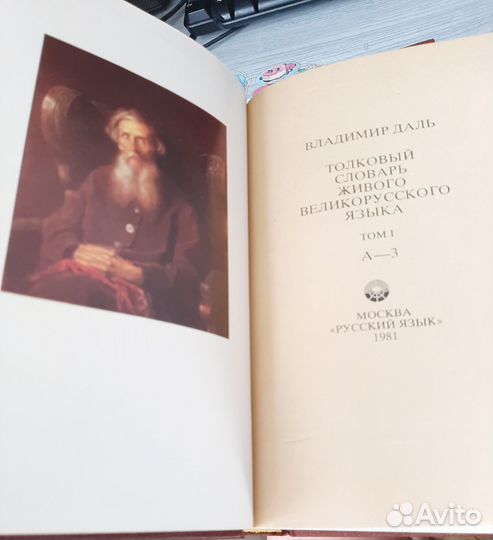 ВЛАДИМИР ДАЛЬ
ТОЛКОВЫЙ
СЛОВАРЬ
ЖИВОГО
ВЕЛИКОРУССКОГО
ЯЗЫКА
ТОМ I
А—З
МОСКВА
«РУССКИЙ ЯЗЫК»
1981
Avito